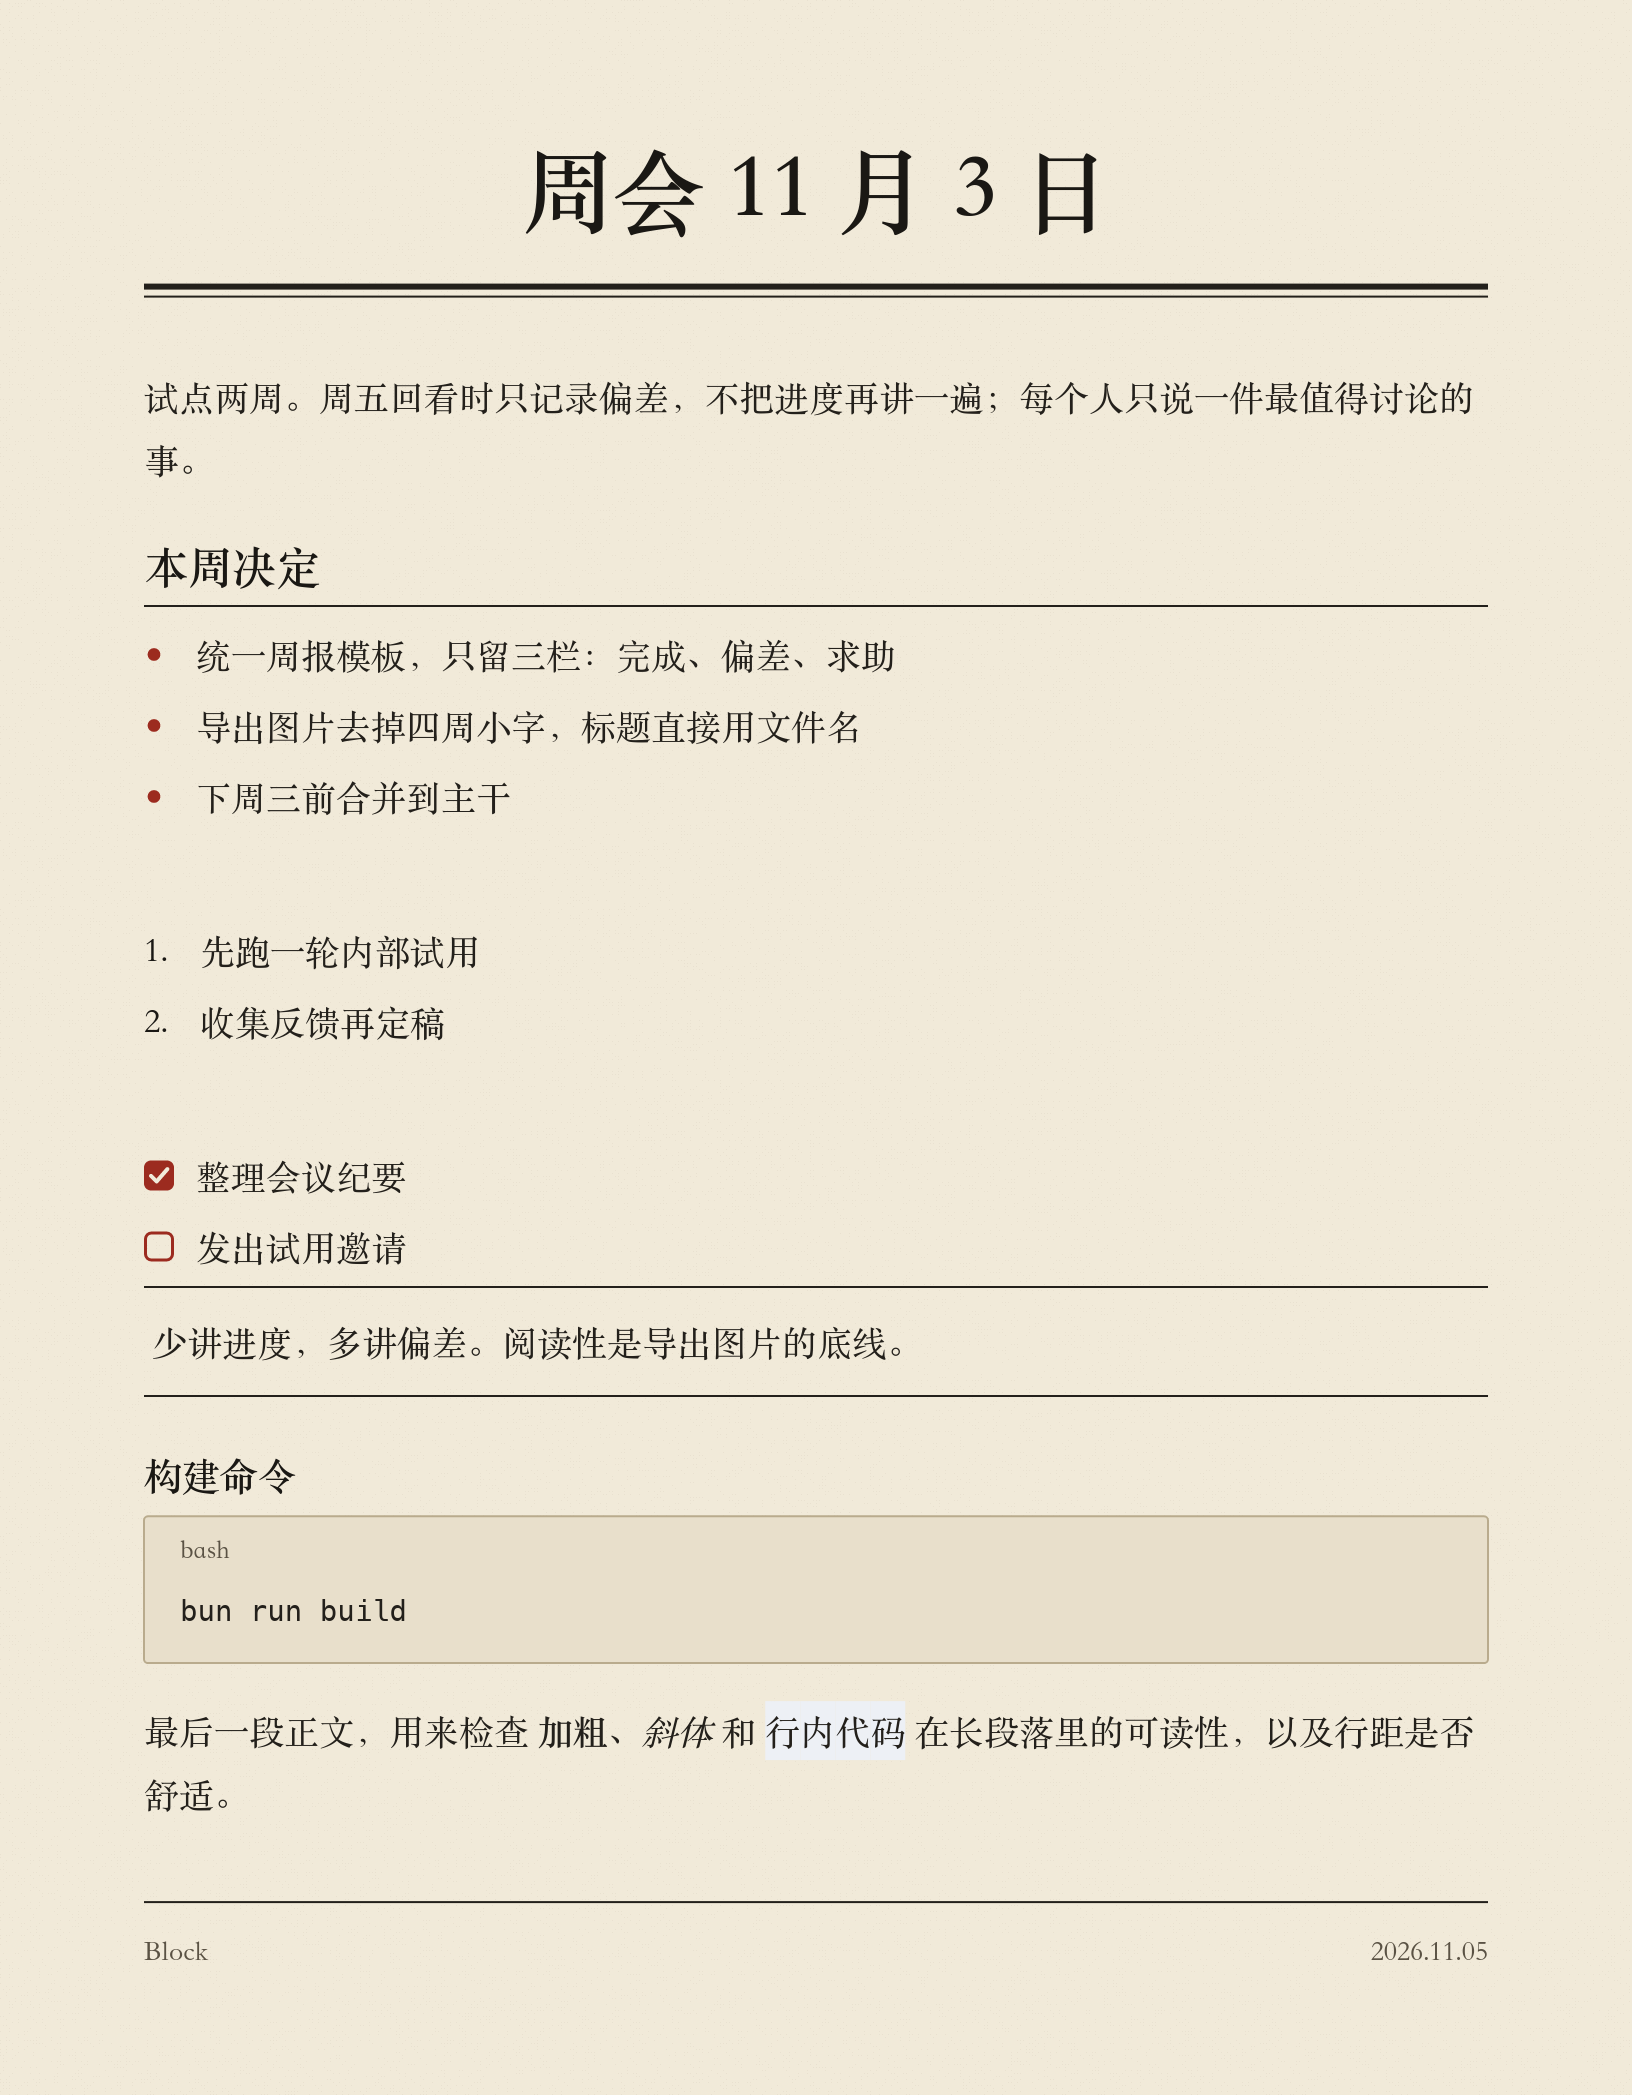 周会 11 月 3 日
试点两周。周五回看时只记录偏差，不把进度再讲一遍；每个人只说一件最值得讨论的
事。
本周决定
• 统一周报模板，只留三栏：完成、偏差、求助
• 导出图片去掉四周小字，标题直接用文件名
• 下周三前合并到主干
1. 先跑一轮内部试用
2. 收集反馈再定稿
整理会议纪要
发出试用邀请
少讲进度，多讲偏差。阅读性是导出图片的底线。
构建命令
bash
bun run build
最后一段正文，用来检查 加粗、斜体 和 行内代码 在长段落里的可读性，以及行距是否
舒适。
Block
2026.11.05